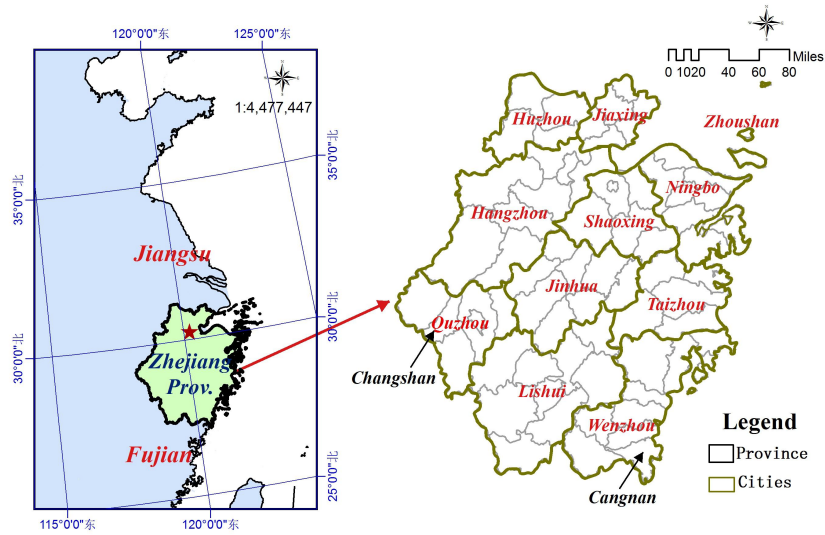 120°0'0"东
125°0'0"东
1:4,477,447
35°0'0"北
35°0'0"北
Jiangsu
30°0'0"北
30°0'0"北
Zhejiang
Prov.
Fujian
25°0'0"北
115°0'0"东
120°0'0"东
Miles
0 1020 40 60 80
Huzhou
Jiaxing
Zhoushan
Hangzhou
Shaoxing
Ningbo
Jinhua
Taizhou
Quzhou
Changshan
Lishui
Wenzhou
Cangnan
Legend
Province
Cities